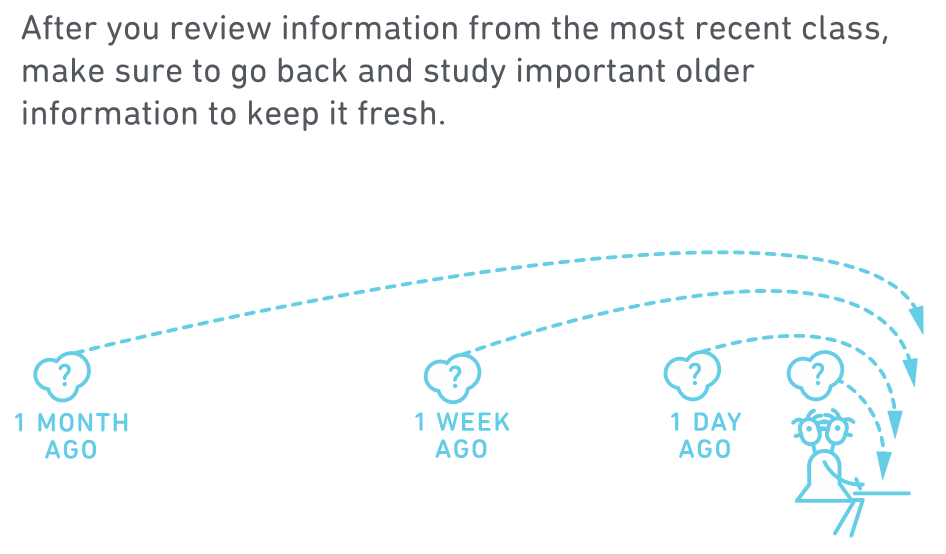 After you review information from the most recent class,
make sure to go back and study important older
information to keep it fresh.
?
?
?
?
1 MONTH
AGO
1 WEEK
AGO
1 DAY
AGO